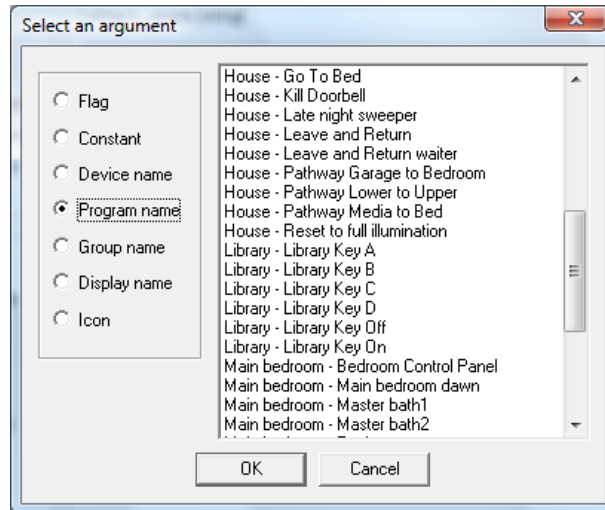 Select an argument
Flag
Constant
Device name
Program name
Group name
Display name
Icon
House - Go To Bed
House - Kill Doorbell
House - Late night sweeper
House - Leave and Return
House - Leave and Return waiter
House - Pathway Garage to Bedroom
House - Pathway Lower to Upper
House - Pathway Media to Bed
House - Reset to full illumination
Library - Library Key A
Library - Library Key B
Library - Library Key C
Library - Library Key D
Library - Library Key Off
Library - Library Key On
Main bedroom - Bedroom Control Panel
Main bedroom - Main bedroom dawn
Main bedroom - Master bath1
Main bedroom - Master bath2
OK
Cancel